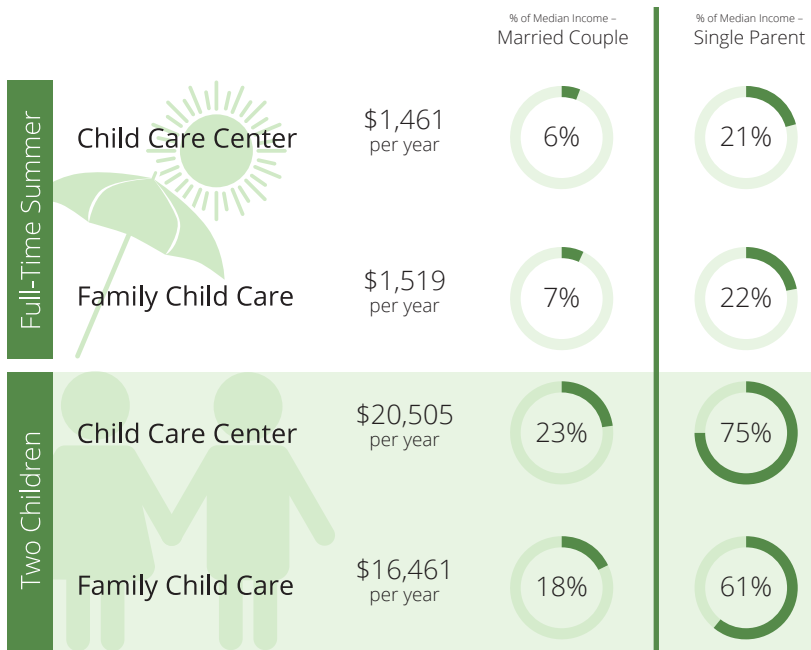 % of Median Income –
Married Couple
% of Median Income –
Single Parent
Full-Time Summer
Child Care Center
$1,461
per year
6%
21%
Family Child Care
$1,519
per year
7%
22%
Two Children
Child Care Center
$20,505
per year
23%
75%
Family Child Care
$16,461
per year
18%
61%